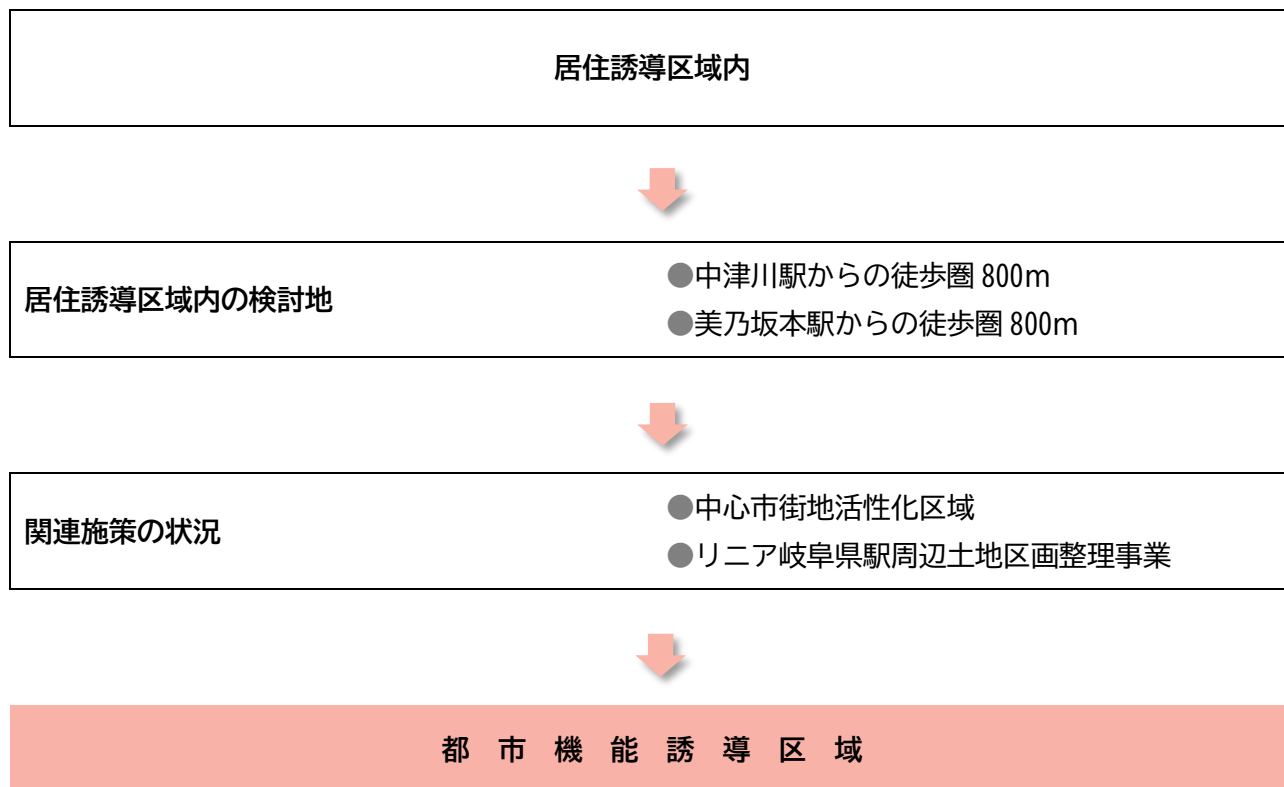 居住誘導区域内
居住誘導区域内の検討地
●中津川駅からの徒歩圏 800m
●美乃坂本駅からの徒歩圏 800m
関連施策の状況
●中心市街地活性化区域
●リニア岐阜県駅周辺土地区画整理事業
都市機能誘導区域